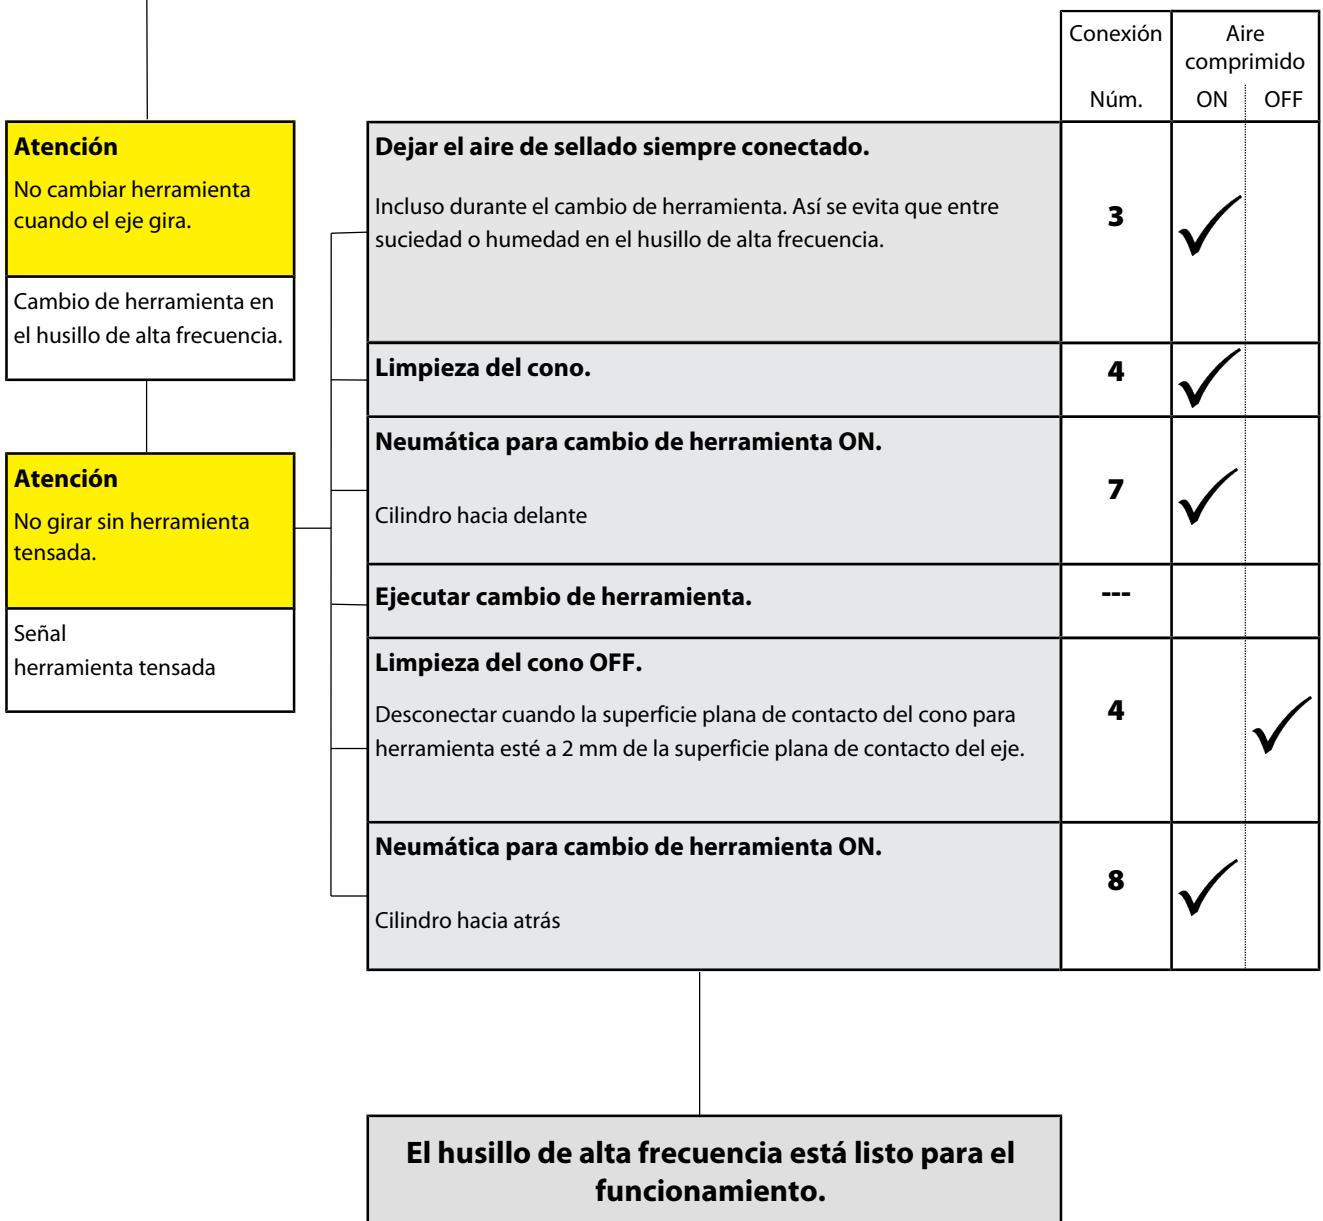 Conexión
Aire
comprimido
Núm.
ON
OFF
Atención
No cambiar herramienta
cuando el eje gira.
Cambio de herramienta en
el husillo de alta frecuencia.
Atención
No girar sin herramienta
tensada.
Señal
herramienta tensada
Dejar el aire de sellado siempre conectado.
Incluso durante el cambio de herramienta. Así se evita que entre
suciedad o humedad en el husillo de alta frecuencia.
3
Limpieza del cono.
4
Neumática para cambio de herramienta ON.
Cilindro hacia delante
7
Ejecutar cambio de herramienta.
---
Limpieza del cono OFF.
Desconectar cuando la superficie plana de contacto del cono para
herramienta esté a 2 mm de la superficie plana de contacto del eje.
4
Neumática para cambio de herramienta ON.
Cilindro hacia atrás
8
El husillo de alta frecuencia está listo para el
funcionamiento.